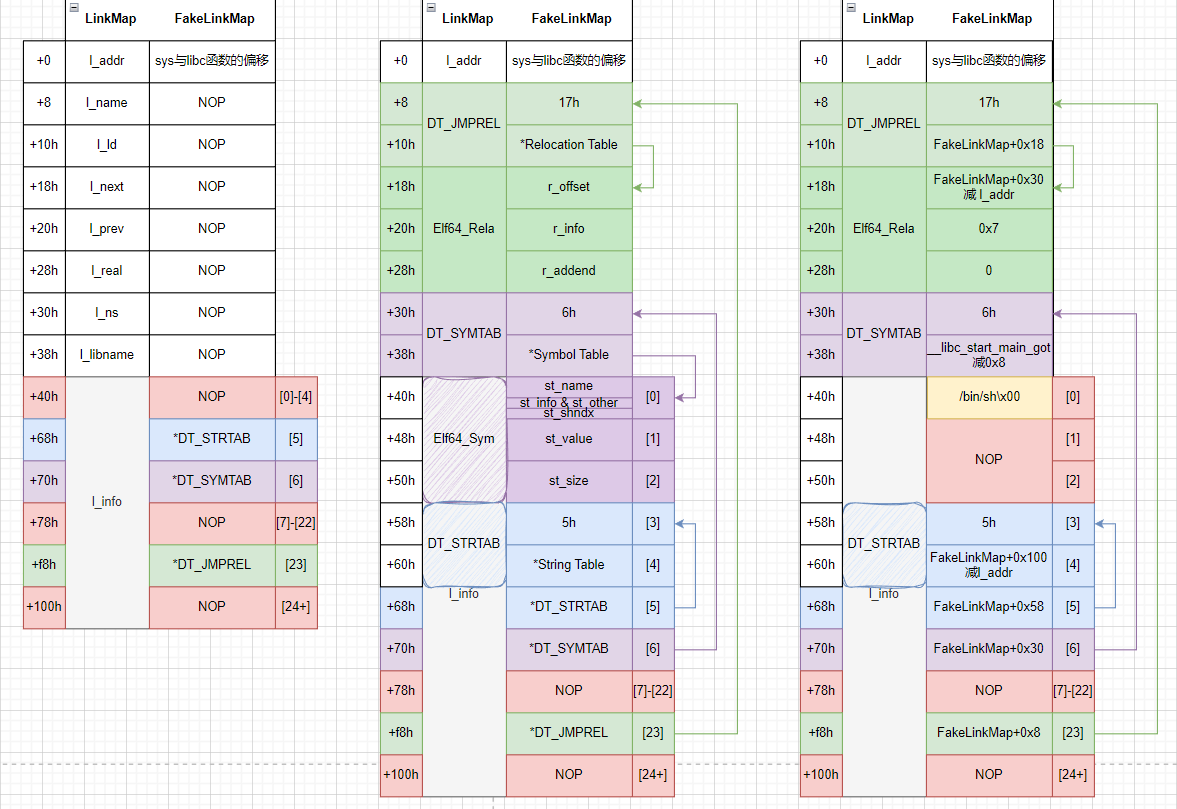 LinkMap FakeLinkMap
+0 l_addr sys与libc函数的偏移
+8 l_name NOP
+10h l_ld NOP
+18h l_next NOP
+20h l_prev NOP
+28h l_real NOP
+30h l_ns NOP
+38h l_libname NOP
+40h NOP [0]-[4]
+68h *DT_STRTAB [5]
+70h *DT_SYMTAB [6]
l_info
+78h NOP [7]-[22]
+f8h *DT_JMPREL [23]
+100h NOP [24+]
LinkMap FakeLinkMap
+0 l_addr sys与libc函数的偏移
+8 17h
DT_JMPREL
+10h *Relocation Table
+18h r_offset
+20h Elf64_Rela r_info
+28h r_addend
+30h 6h
DT_SYMTAB
+38h *Symbol Table
st_name
+40h [0]
st_info & st_other
st_shndx
+48h Elf64_Sym st_value [1]
+50h st_size [2]
+58h 5h [3]
DT_STRTAB
+60h *String Table [4]
l_info
+68h *DT_STRTAB [5]
+70h *DT_SYMTAB [6]
+78h NOP [7]-[22]
+f8h *DT_JMPREL [23]
+100h NOP [24+]
LinkMap FakeLinkMap
+0 l_addr sys与libc函数的偏移
+8 17h
DT_JMPREL
+10h FakeLinkMap+0x18
+18h FakeLinkMap+0x30
减 l_addr
+20h Elf64_Rela 0x7
+28h 0
+30h 6h
DT_SYMTAB
+38h __libc_start_main_got
减0x8
+40h /bin/sh\x00 [0]
+48h [1]
NOP
+50h [2]
+58h 5h [3]
DT_STRTAB
+60h FakeLinkMap+0x100 [4]
减l_addr
l_info
+68h FakeLinkMap+0x58 [5]
+70h FakeLinkMap+0x30 [6]
+78h NOP [7]-[22]
+f8h FakeLinkMap+0x8 [23]
+100h NOP [24+]